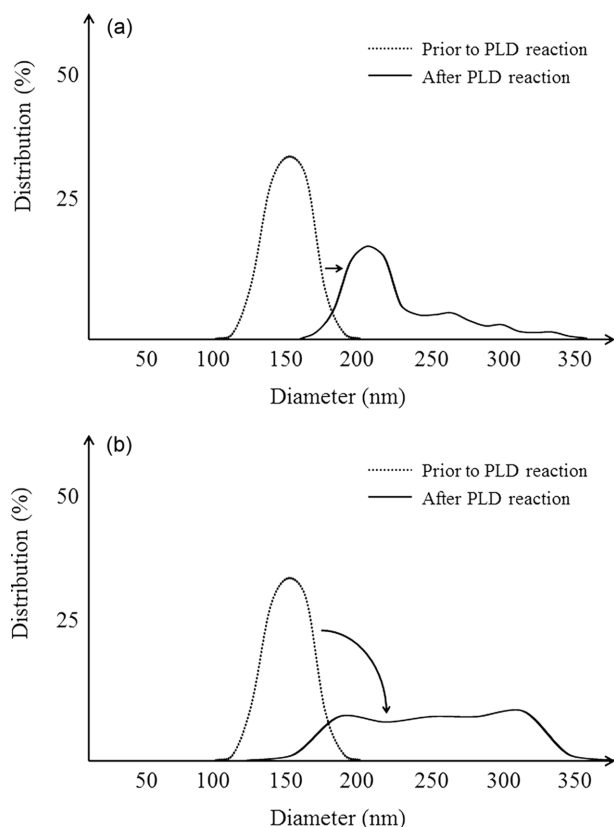 (a)
Prior to PLD reaction
After PLD reaction
Distribution (%)
50
25
50 100 150 200 250 300 350
Diameter (nm)
(b)
Prior to PLD reaction
After PLD reaction
Distribution (%)
50
25
50 100 150 200 250 300 350
Diameter (nm)